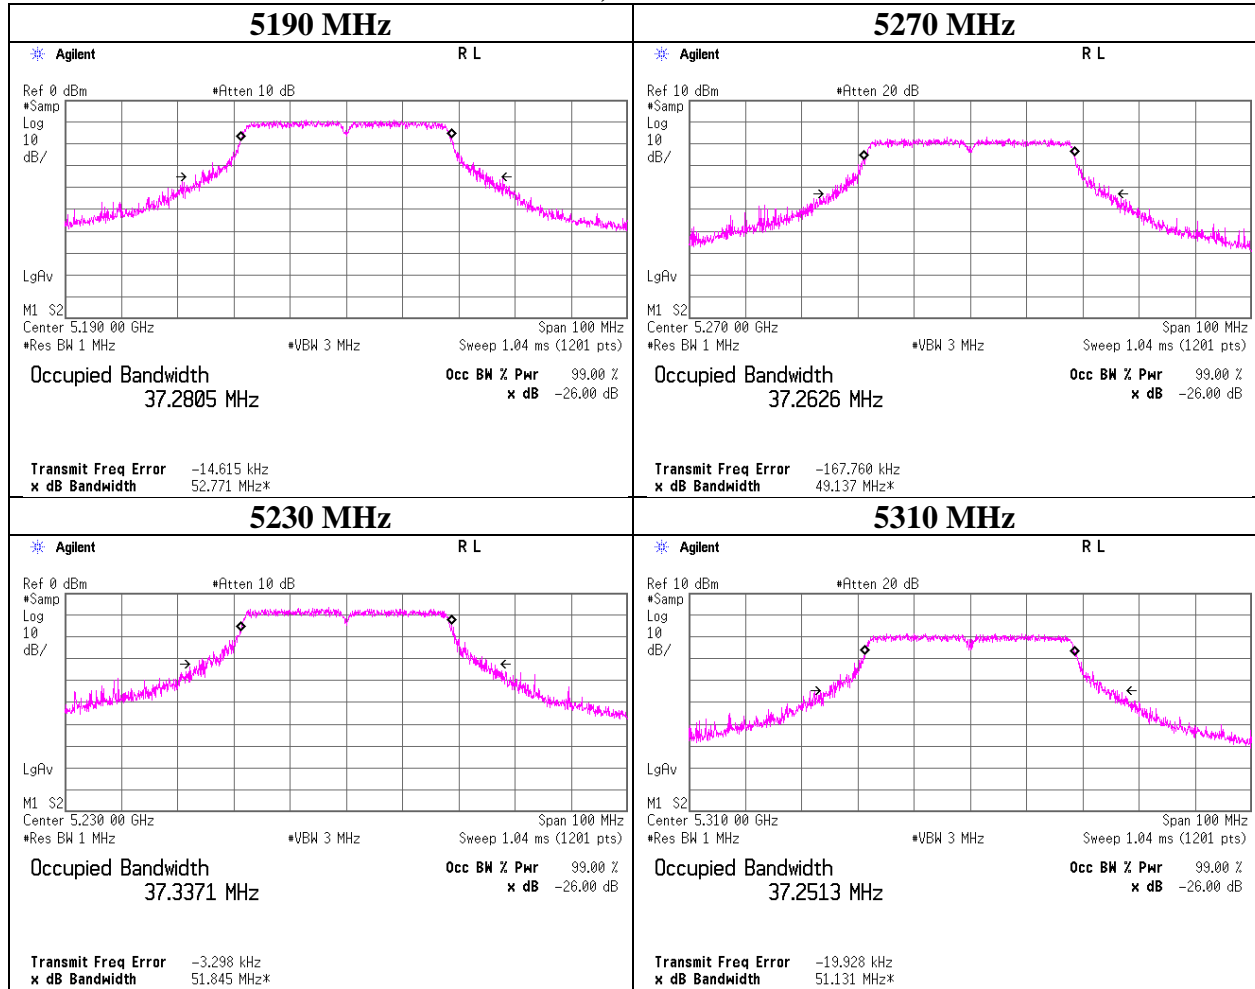 5190 MHz
Agilent R L
Ref 0 dBm #Atten 10 dB
#Samp
Log
10
dB/
LgAv
M1 S2
Center 5.190 00 GHz Span 100 MHz
#Res BW 1 MHz #VBW 3 MHz Sweep 1.04 ms (1201 pts)
Occupied Bandwidth Occ BW % Pwr 99.00 %
37.2805 MHz x dB -26.00 dB
Transmit Freq Error -14.615 kHz
x dB Bandwidth 52.771 MHz*
5270 MHz
Agilent R L
Ref 10 dBm #Atten 20 dB
#Samp
Log
10
dB/
LgAv
M1 S2
Center 5.270 00 GHz Span 100 MHz
#Res BW 1 MHz #VBW 3 MHz Sweep 1.04 ms (1201 pts)
Occupied Bandwidth Occ BW % Pwr 99.00 %
37.2626 MHz x dB -26.00 dB
Transmit Freq Error -167.760 kHz
x dB Bandwidth 49.137 MHz*
5230 MHz
Agilent R L
Ref 0 dBm #Atten 10 dB
#Samp
Log
10
dB/
LgAv
M1 S2
Center 5.230 00 GHz Span 100 MHz
#Res BW 1 MHz #VBW 3 MHz Sweep 1.04 ms (1201 pts)
Occupied Bandwidth Occ BW % Pwr 99.00 %
37.3371 MHz x dB -26.00 dB
Transmit Freq Error -3.298 kHz
x dB Bandwidth 51.845 MHz*
5310 MHz
Agilent R L
Ref 10 dBm #Atten 20 dB
#Samp
Log
10
dB/
LgAv
M1 S2
Center 5.310 00 GHz Span 100 MHz
#Res BW 1 MHz #VBW 3 MHz Sweep 1.04 ms (1201 pts)
Occupied Bandwidth Occ BW % Pwr 99.00 %
37.2513 MHz x dB -26.00 dB
Transmit Freq Error -19.928 kHz
x dB Bandwidth 51.131 MHz*